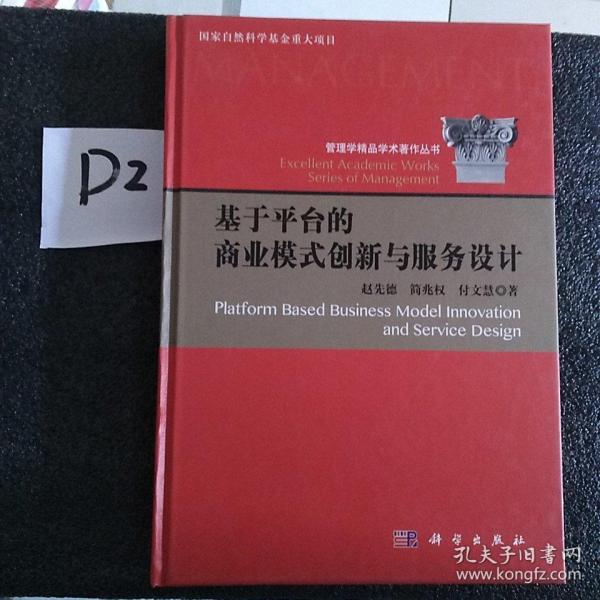 国家自然科学基金重大项目
MANAGEMENT
管理学精品学术著作丛书
Excellent Academic Works
Series of Management
D2
基于平台的
商业模式创新与服务设计
赵先德 简兆权 付文慧◎著
Platform Based Business Model Innovation
and Service Design
科学出版社
孔夫子旧书网
www.kongfz.com